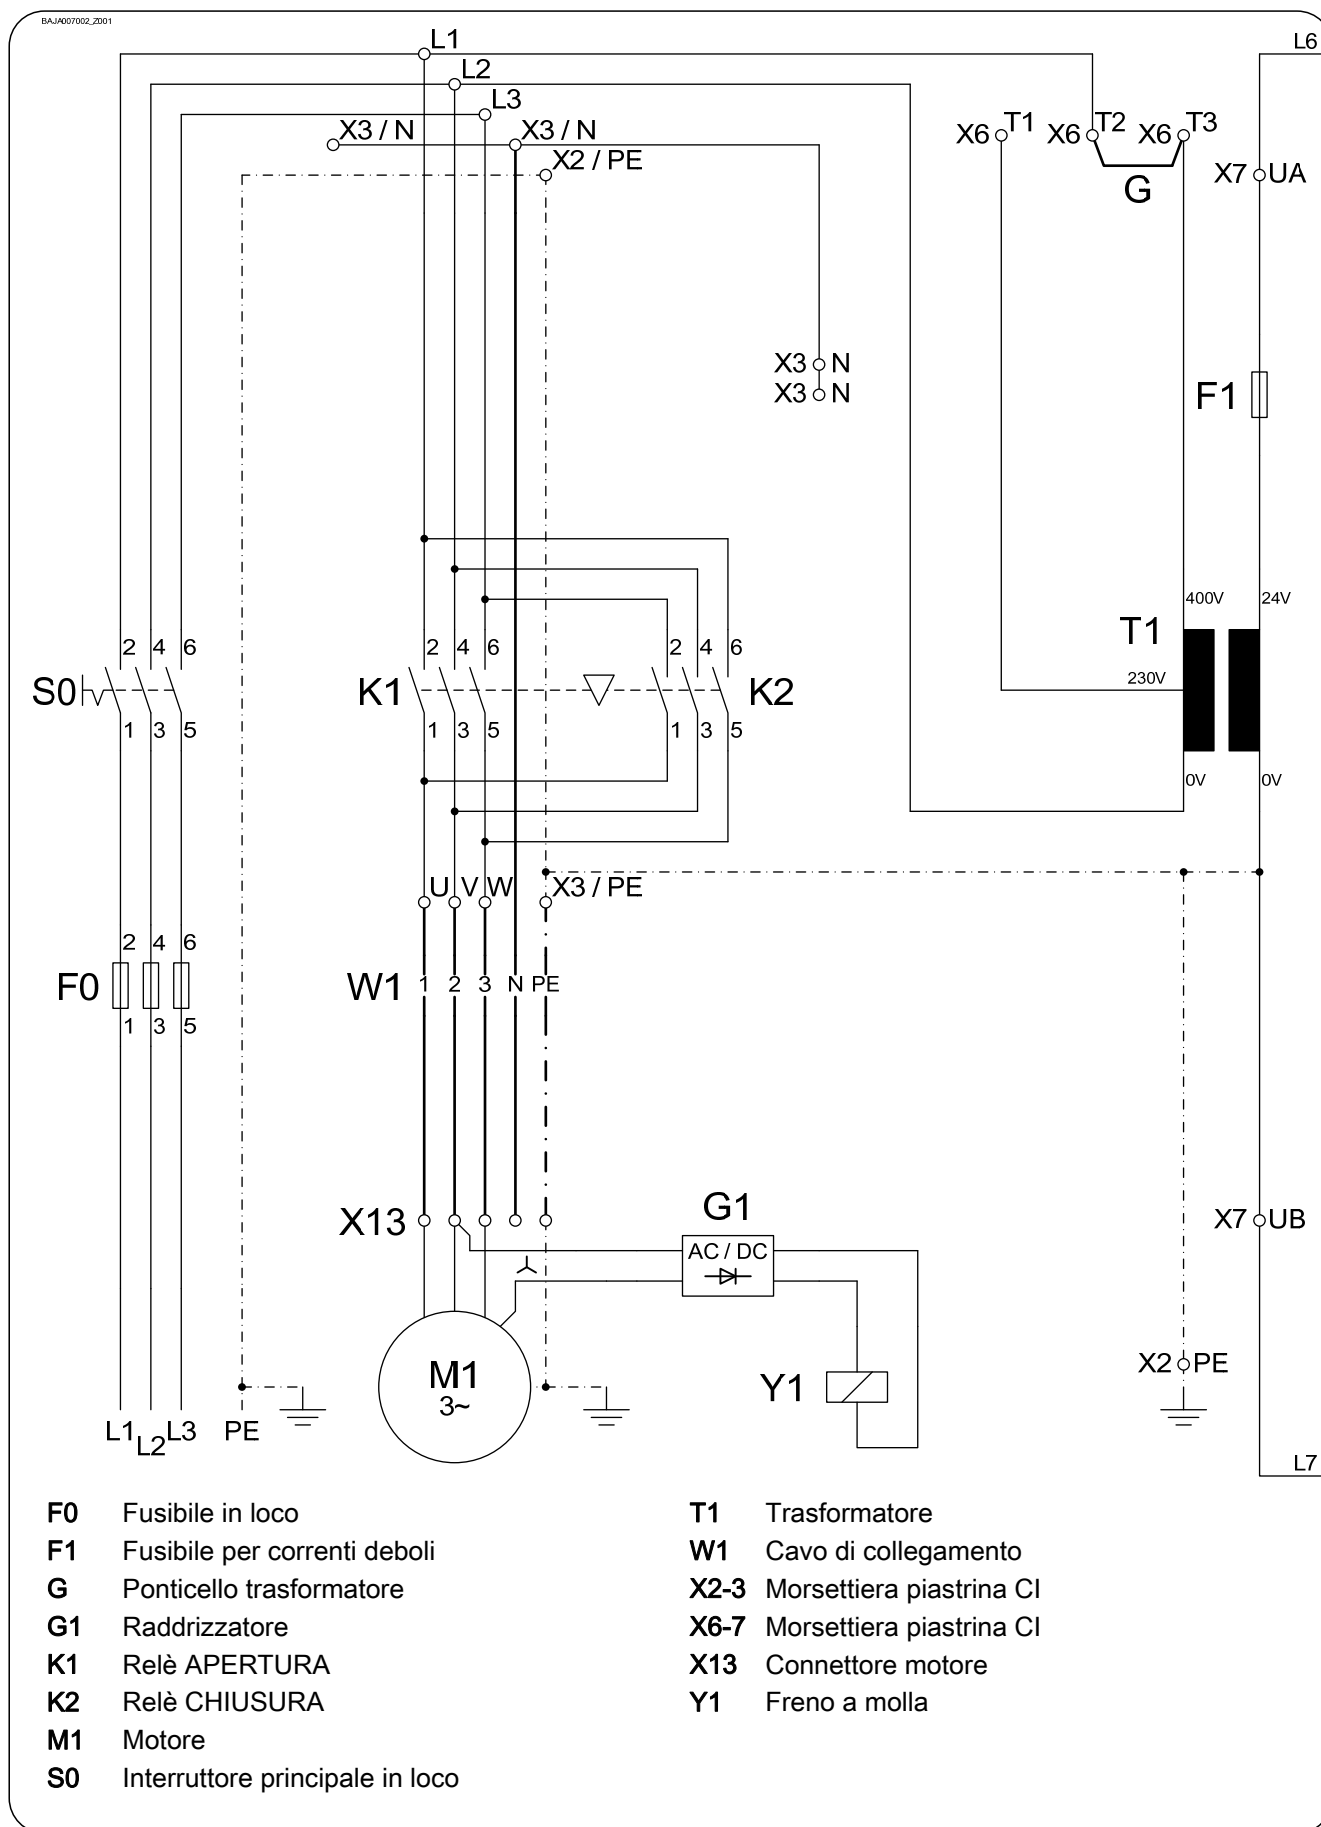 BAJA007002_Z001
L1
L6
L2
L3
X3 / N
X3 / N
X6 T1
X6 T2
X6 T3
X2 / PE
X7 UA
G
X3 N
X3 N
F1
400V
24V
T1
2 4 6
2 4 6
2 4 6
S0
K1
K2
230V
1 3 5
1 3 5
1 3 5
0V
0V
U V W X3 / PE
2 4 6
F0
W1 1 2 3 N PE
1 3 5
G1
X13
X7 UB
AC / DC
M1
3~
Y1
X2 PE
L1 L2 L3 PE
L7
F0 Fusibile in loco
F1 Fusibile per correnti deboli
G Ponticello trasformatore
G1 Raddrizzatore
K1 Relè APERTURA
K2 Relè CHIUSURA
M1 Motore
S0 Interruttore principale in loco
T1 Trasformatore
W1 Cavo di collegamento
X2-3 Morsettiera piastrina CI
X6-7 Morsettiera piastrina CI
X13 Connettore motore
Y1 Freno a molla